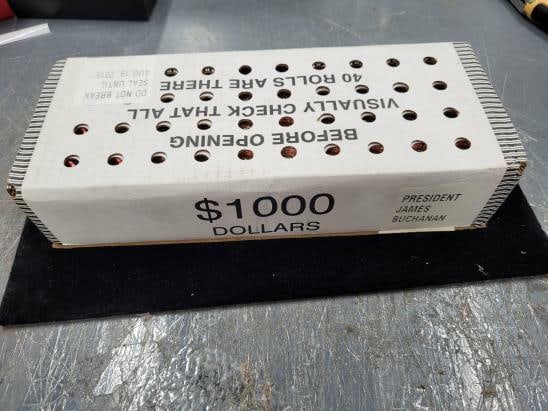 BEFORE OPENING
VISUALLY CHECK THAT ALL
40 ROLLS ARE THERE
DO NOT BREAK
SEAL UNTIL
AUG 19, 2010
$1000
DOLLARS
PRESIDENT
JAMES
BUCHANAN